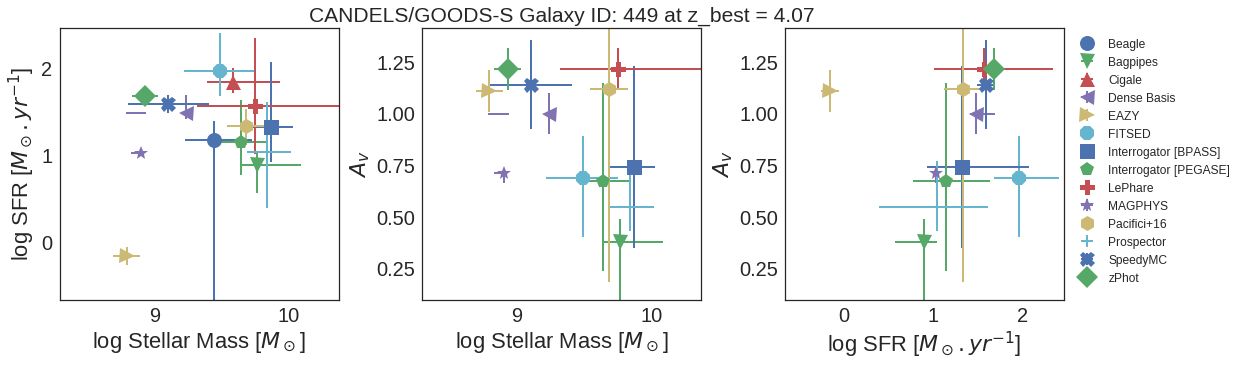 CANDELS/GOODS-S Galaxy ID: 449 at z_best = 4.07
log SFR [M⊙.yr⁻¹]
2
1
0
9
10
log Stellar Mass [M⊙]
Aᵥ
1.25
1.00
0.75
0.50
0.25
9
10
log Stellar Mass [M⊙]
Aᵥ
1.25
1.00
0.75
0.50
0.25
0
1
2
log SFR [M⊙.yr⁻¹]
Beagle
Bagpipes
Cigale
Dense Basis
EAZY
FITSED
Interrogator [BPASS]
Interrogator [PEGASE]
LePhare
MAGPHYS
Pacifici+16
Prospector
SpeedyMC
zPhot